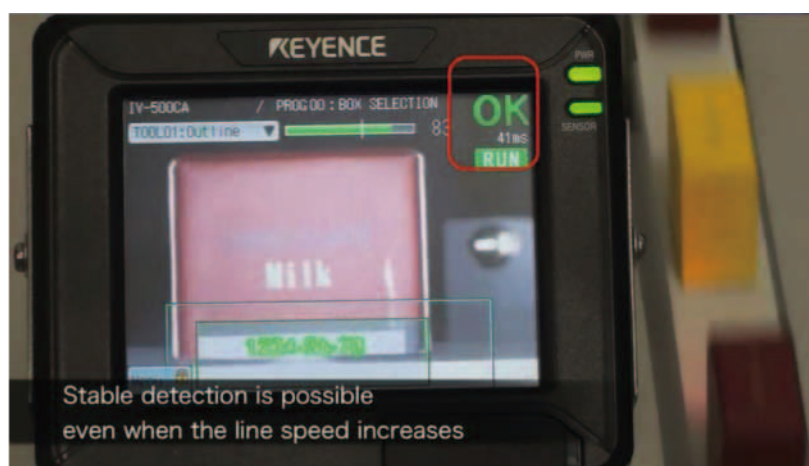 KEYENCE
PWR
IV-500CA / PROG00:BOX SELECTION
OK
TOOL01:Outline ▼
83
41ms
SENSOR
RUN
Milk
Stable detection is possible
even when the line speed increases